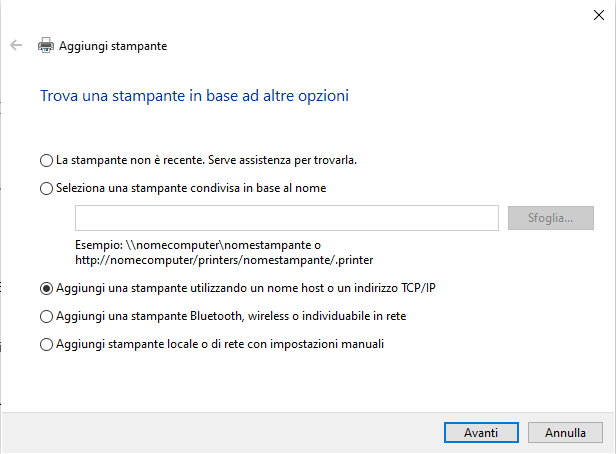 Aggiungi stampante
Trova una stampante in base ad altre opzioni
La stampante non è recente. Serve assistenza per trovarla.
Seleziona una stampante condivisa in base al nome
Sfoglia...
Esempio: \\nomecomputer\nomestampante o
http://nomecomputer/printers/nomestampante/.printer
Aggiungi una stampante utilizzando un nome host o un indirizzo TCP/IP
Aggiungi una stampante Bluetooth, wireless o individuabile in rete
Aggiungi stampante locale o di rete con impostazioni manuali
Avanti
Annulla